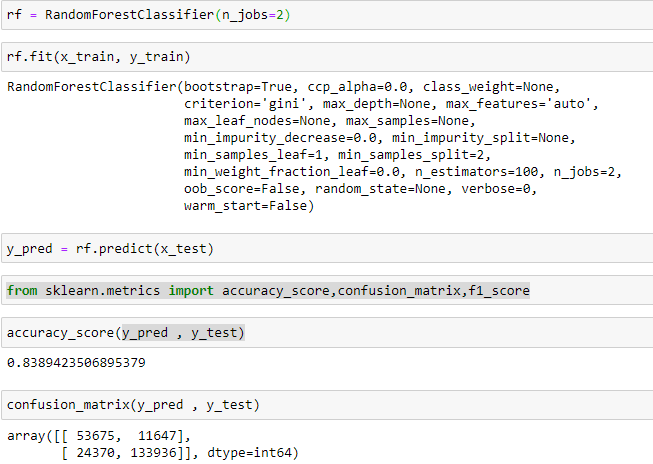 rf = RandomForestClassifier(n_jobs=2)
rf.fit(x_train, y_train)
RandomForestClassifier(bootstrap=True, ccp_alpha=0.0, class_weight=None,
criterion='gini', max_depth=None, max_features='auto',
max_leaf_nodes=None, max_samples=None,
min_impurity_decrease=0.0, min_impurity_split=None,
min_samples_leaf=1, min_samples_split=2,
min_weight_fraction_leaf=0.0, n_estimators=100, n_jobs=2,
oob_score=False, random_state=None, verbose=0,
warm_start=False)
y_pred = rf.predict(x_test)
from sklearn.metrics import accuracy_score,confusion_matrix,f1_score
accuracy_score(y_pred , y_test)
0.8389423506895379
confusion_matrix(y_pred , y_test)
array([[ 53675,  11647],
[ 24370, 133936]], dtype=int64)